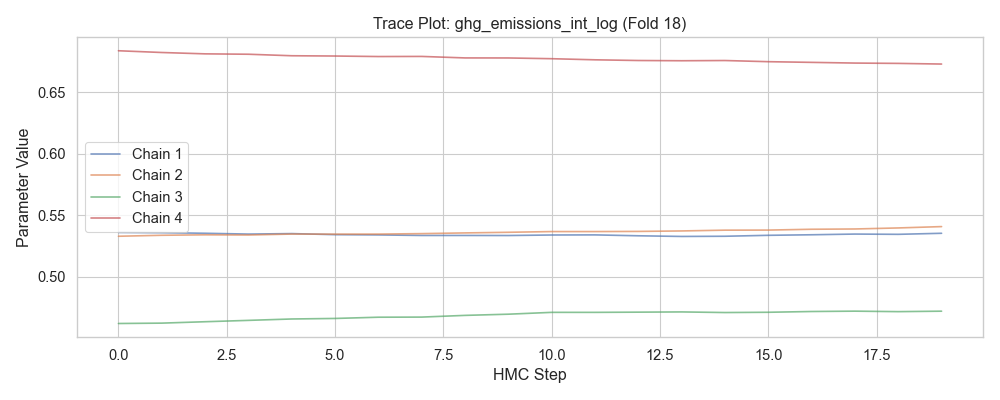 Trace Plot: ghg_emissions_int_log (Fold 18)
Parameter Value
0.65
0.60
0.55
0.50
Chain 1
Chain 2
Chain 3
Chain 4
0.0 2.5 5.0 7.5 10.0 12.5 15.0 17.5
HMC Step